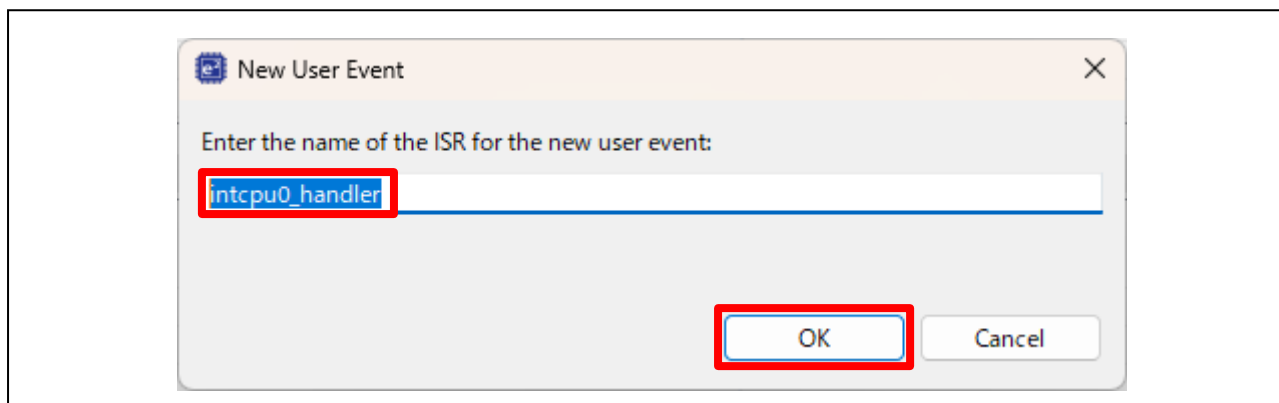 New User Event
Enter the name of the ISR for the new user event:
intcpu0_handler
OK
Cancel